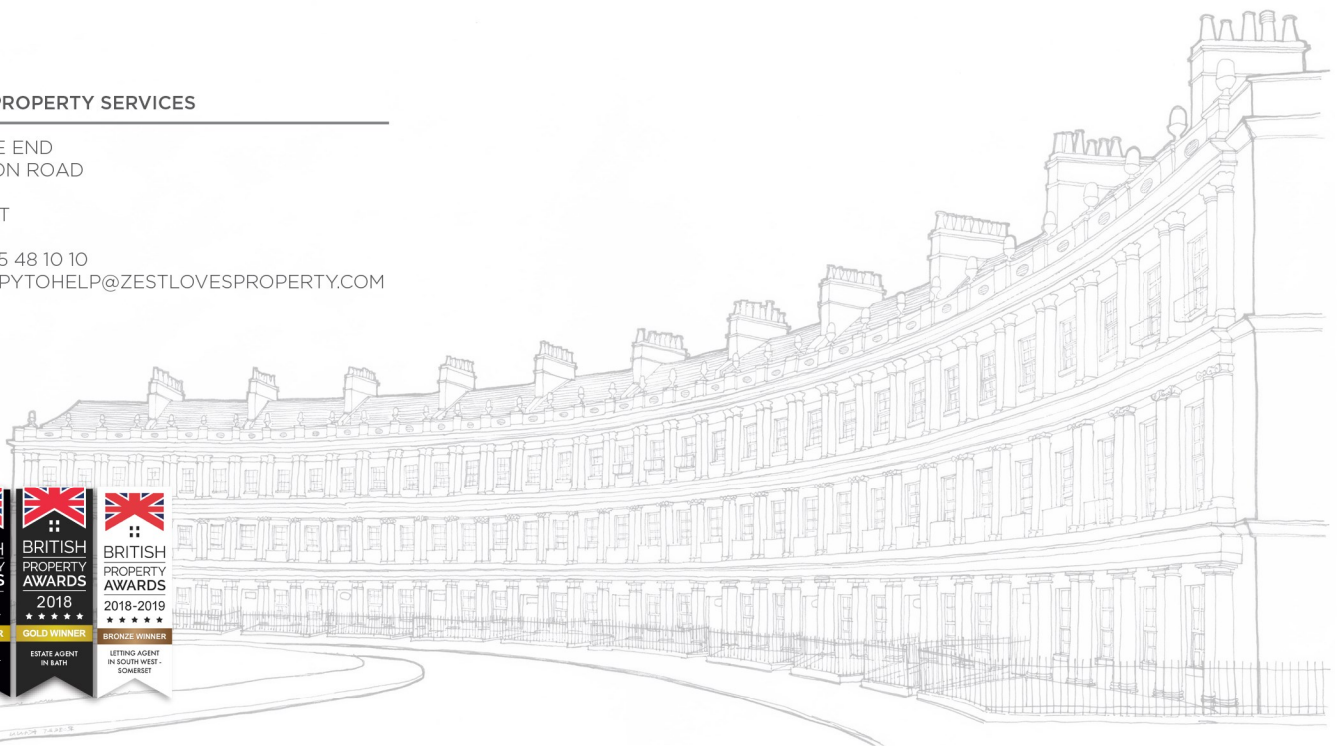 PROPERTY SERVICES
E END
ON ROAD
T
5 48 10 10
PYTOHELP@ZESTLOVESPROPERTY.COM
H
Y
S
R
BRITISH
PROPERTY
AWARDS
2018
GOLD WINNER
ESTATE AGENT
IN BATH
BRITISH
PROPERTY
AWARDS
2018-2019
BRONZE WINNER
LETTING AGENT
IN SOUTH WEST -
SOMERSET